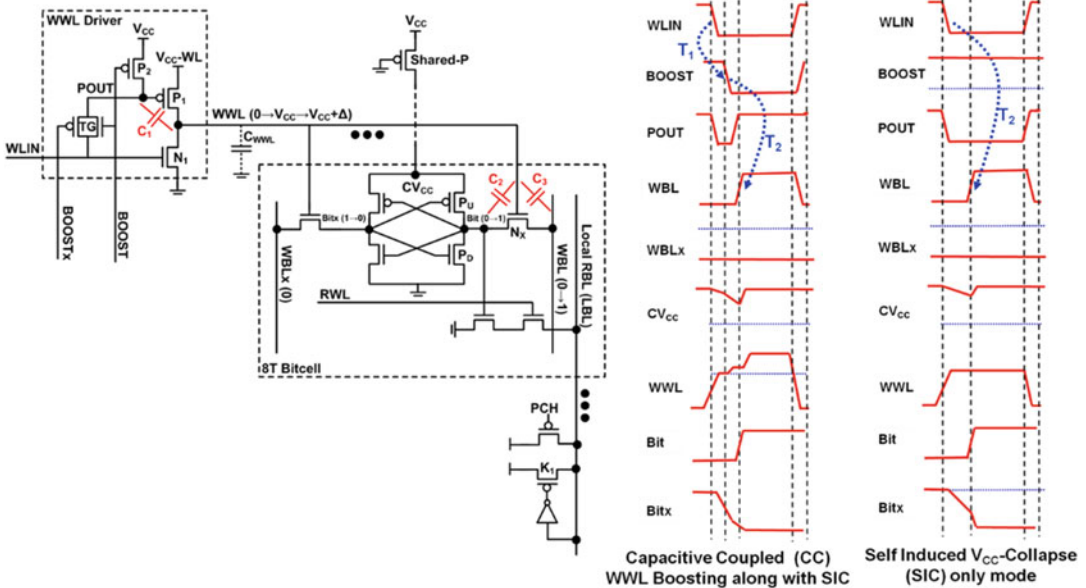 WWL Driver
VCC
VCC-WL
P2
POUT
P1
TG
C1
WLIN
N1
BOOSTx
BOOST
WWL (0→VCC→VCC+Δ)
CWWL
VCC
Shared-P
CVCC
PU
C2
C3
Bitx (1→0)
Bit (0→1)
NX
PD
WBLx (0)
RWL
WBL (0→1)
Local RBL (LBL)
8T Bitcell
PCH
K1
WLIN
T1
BOOST
POUT
T2
WBL
WBLx
CVCC
WWL
Bit
Bitx
Capacitive Coupled (CC)
WWL Boosting along with SIC
WLIN
BOOST
T2
POUT
WBL
WBLx
CVCC
WWL
Bit
Bitx
Self Induced VCC-Collapse
(SIC) only mode